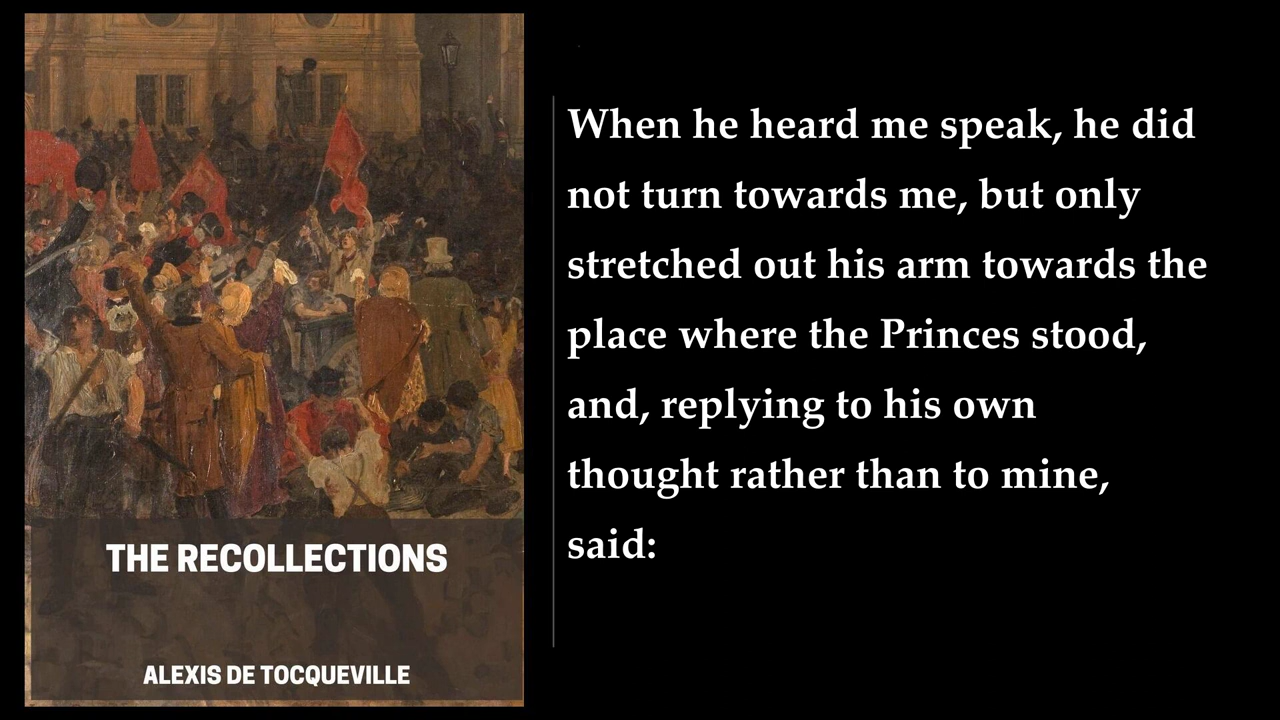 THE RECOLLECTIONS
ALEXIS DE TOCQUEVILLE
When he heard me speak, he did
not turn towards me, but only
stretched out his arm towards the
place where the Princes stood,
and, replying to his own
thought rather than to mine,
said: